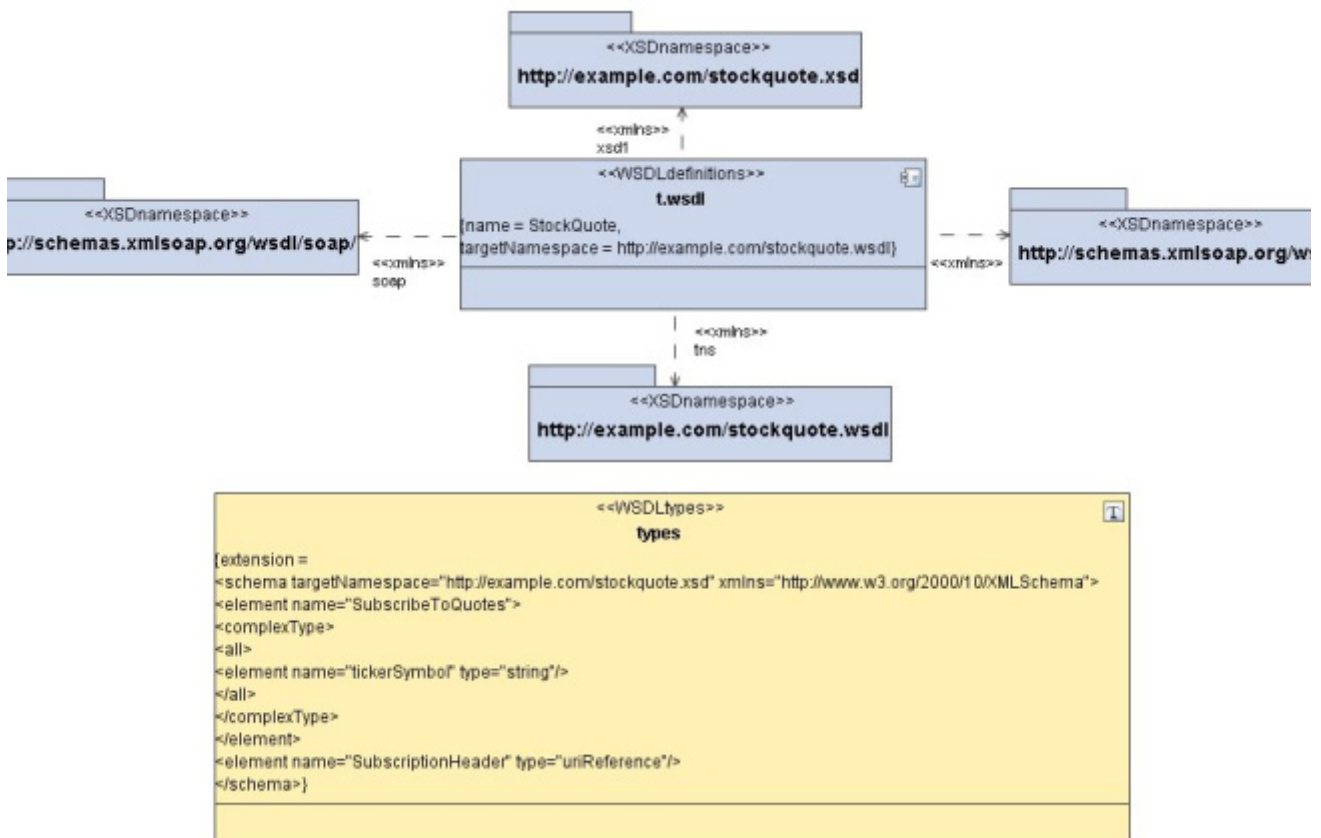 <<XSDnamespace>>
http://example.com/stockquote.xsd
<<xmlns>>
xsd1
<<WSDLdefinitions>>
t.wsdl
{name = StockQuote,
targetNamespace = http://example.com/stockquote.wsdl}
<<XSDnamespace>>
p://schemas.xmlsoap.org/wsdl/soap/
<<xmlns>>
soap
<<XSDnamespace>>
http://schemas.xmlsoap.org/ws
<<xmlns>>
<<xmlns>>
tns
<<XSDnamespace>>
http://example.com/stockquote.wsdl
<<WSDLtypes>>
T
types
{extension =
<schema targetNamespace="http://example.com/stockquote.xsd" xmlns="http://www.w3.org/2000/10/XMLSchema">
<element name="SubscribeToQuotes">
<complexType>
<all>
<element name="tickerSymbol" type="string"/>
</all>
</complexType>
</element>
<element name="SubscriptionHeader" type="uriReference"/>
</schema>}